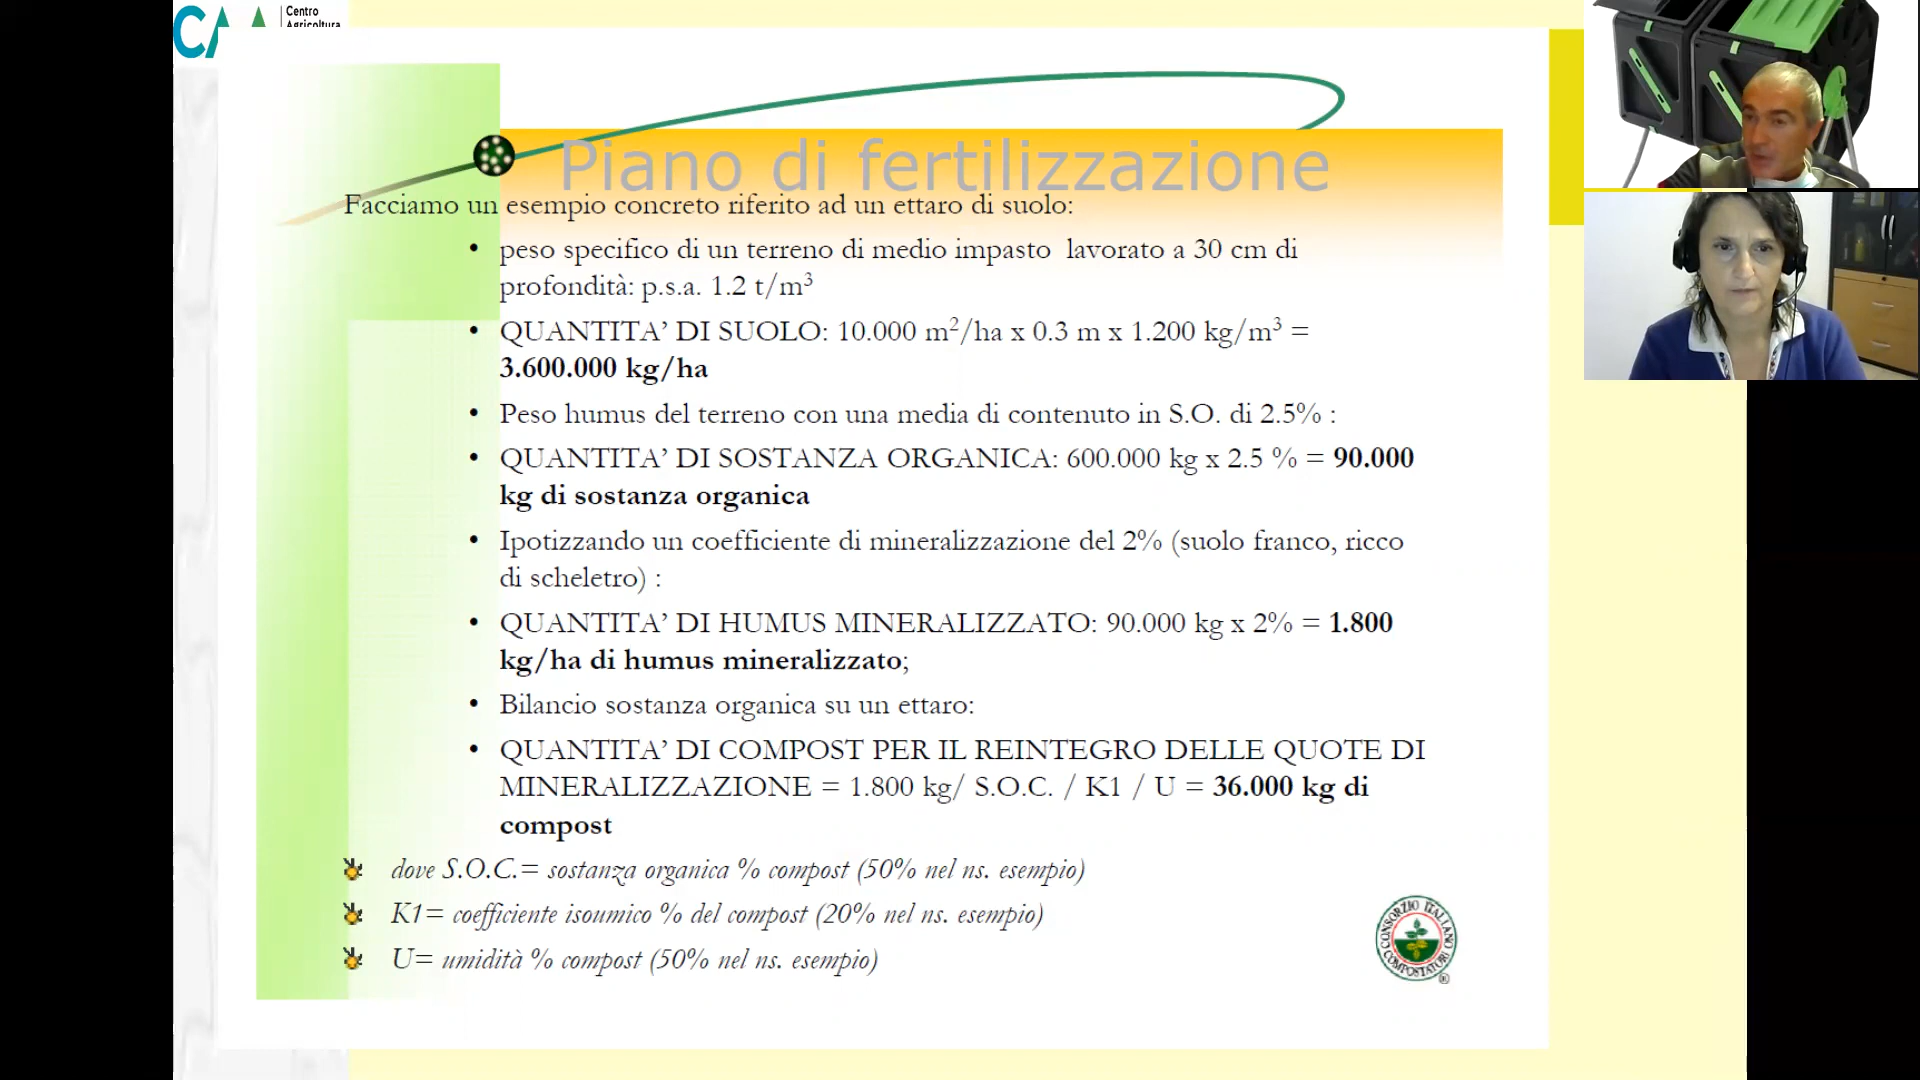 Centro
Agricoltura
Piano di fertilizzazione
Facciamo un esempio concreto riferito ad un ettaro di suolo:
• peso specifico di un terreno di medio impasto lavorato a 30 cm di
profondità: p.s.a. 1.2 t/m³
• QUANTITA’ DI SUOLO: 10.000 m²/ha x 0.3 m x 1.200 kg/m³ =
3.600.000 kg/ha
• Peso humus del terreno con una media di contenuto in S.O. di 2.5% :
• QUANTITA’ DI SOSTANZA ORGANICA: 600.000 kg x 2.5 % = 90.000
kg di sostanza organica
• Ipotizzando un coefficiente di mineralizzazione del 2% (suolo franco, ricco
di scheletro) :
• QUANTITA’ DI HUMUS MINERALIZZATO: 90.000 kg x 2% = 1.800
kg/ha di humus mineralizzato;
• Bilancio sostanza organica su un ettaro:
• QUANTITA’ DI COMPOST PER IL REINTEGRO DELLE QUOTE DI
MINERALIZZAZIONE = 1.800 kg/ S.O.C. / K1 / U = 36.000 kg di
compost
dove S.O.C.= sostanza organica % compost (50% nel ns. esempio)
K1= coefficiente isoumico % del compost (20% nel ns. esempio)
U= umidità % compost (50% nel ns. esempio)
CONSORZIO ITALIANO
COMPOSTATORI
®